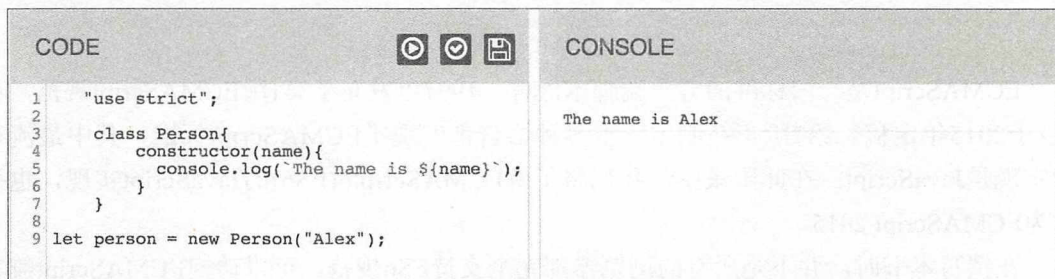 CODE
CONSOLE
1 "use strict";
2
3 class Person{
4 constructor(name){
5 console.log(`The name is ${name}`);
6 }
7 }
8
9 let person = new Person("Alex");
The name is Alex